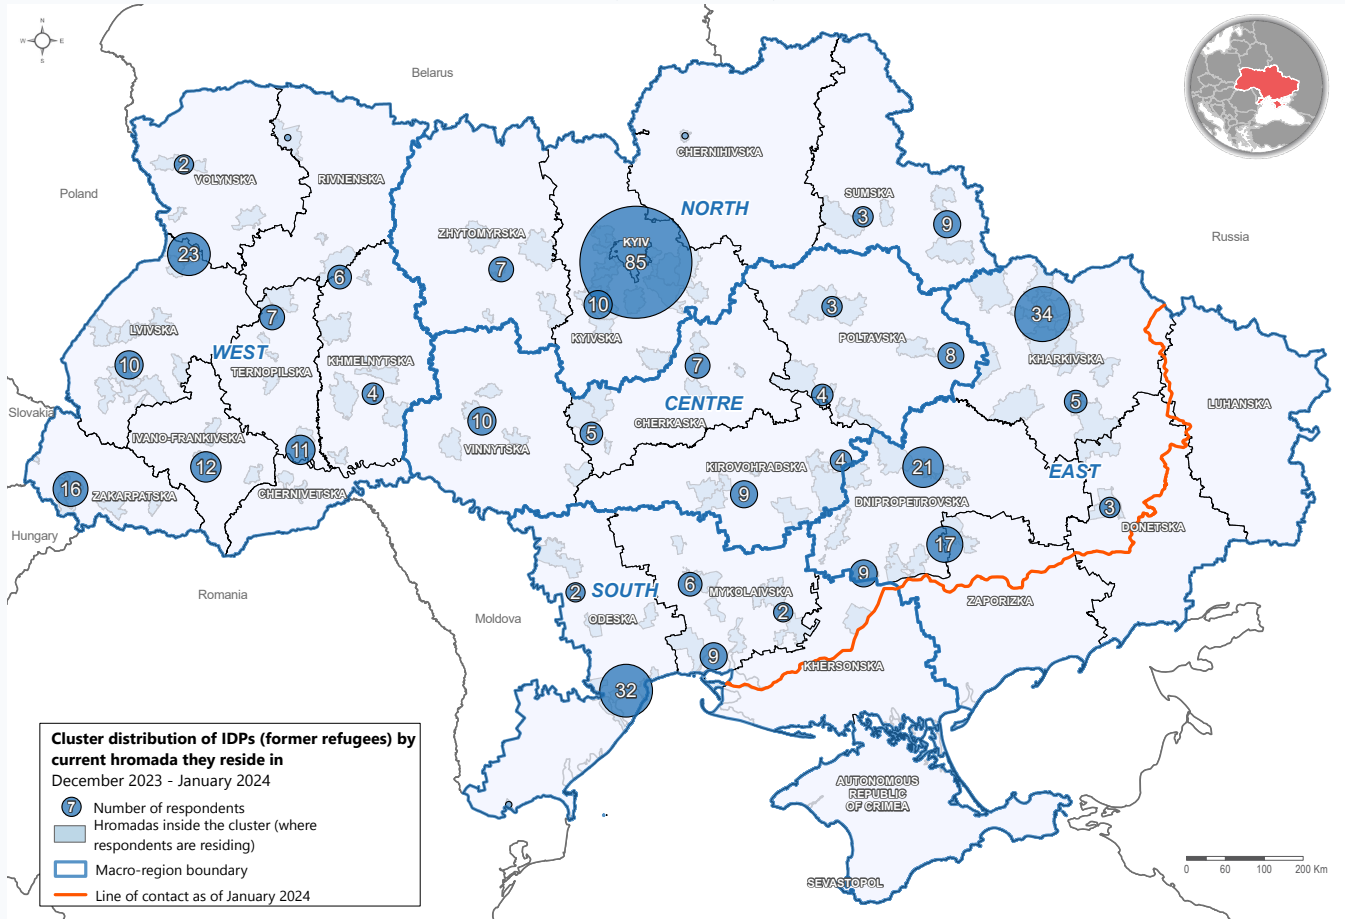 N
W
E
S
Belarus
Poland
Russia
Slovakia
Hungary
Romania
Moldova
VOLYNSKA
2
RIVNENSKA
CHERNIHIVSKA
NORTH
SUMSKA
3
9
ZHYTOMYRSKA
7
KYIV
85
10
KYIVSKA
23
6
7
LVIVSKA
10
WEST
TERNOPILSKA
KHMELNYTSKA
4
3
POLTAVSKA
8
34
KHARKIVSKA
5
7
CENTRE
CHERKASKA
5
4
LUHANSKA
10
VINNYTSKA
IVANO-FRANKIVSKA
12
11
CHERNIVETSKA
16
ZAKARPATSKA
KIROVOHRADSKA
4
9
21
DNIPROPETROVSKA
EAST
3
DONETSKA
17
9
ZAPORIZKA
SOUTH
2
ODESKA
6
MYKOLAIVSKA
2
9
KHERSONSKA
32
AUTONOMOUS
REPUBLIC
OF CRIMEA
SEVASTOPOL
Cluster distribution of IDPs (former refugees) by
current hromada they reside in
December 2023 - January 2024
7 Number of respondents
Hromadas inside the cluster (where
respondents are residing)
Macro-region boundary
Line of contact as of January 2024
0 60 100 200 Km